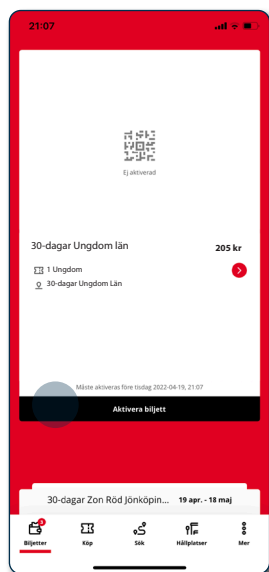 21:07
Ej aktiverad
30-dagar Ungdom län
205 kr
1 Ungdom
30-dagar Ungdom Län
Måste aktiveras före tisdag 2022-04-19, 21:07
Aktivera biljett
30-dagar Zon Röd Jönköpin... 19 apr. - 18 maj
Biljetter Köp Sök Hållplatser Mer